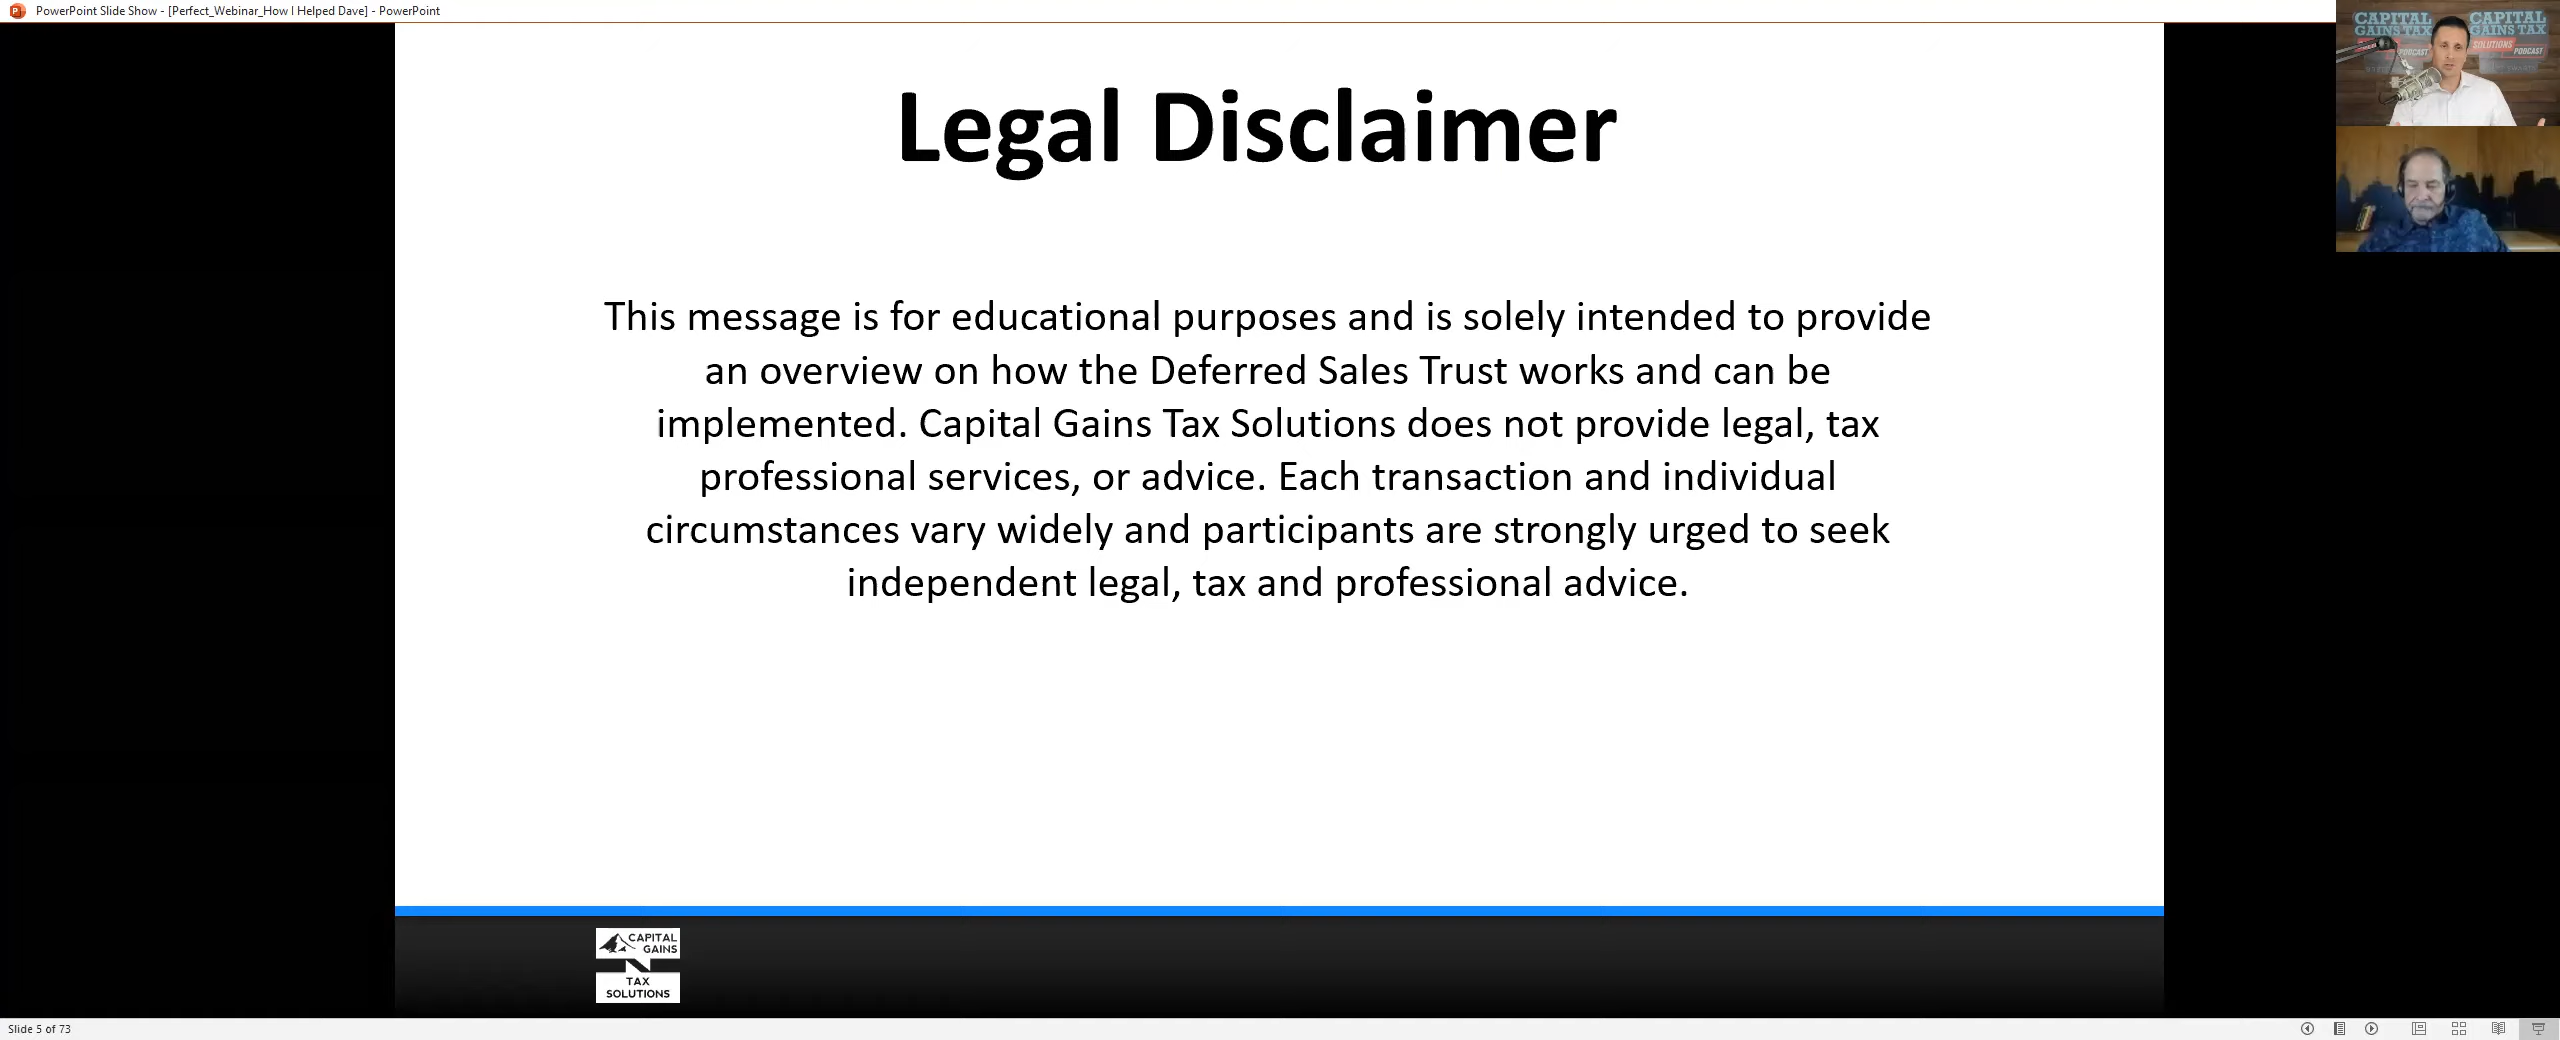 PowerPoint Slide Show - [Perfect_Webinar_How I Helped Dave] - PowerPoint
CAPITAL GAINS TAX
PODCAST
CAPITAL GAINS TAX
SOLUTIONS
PODCAST
Legal Disclaimer
This message is for educational purposes and is solely intended to provide
an overview on how the Deferred Sales Trust works and can be
implemented. Capital Gains Tax Solutions does not provide legal, tax
professional services, or advice. Each transaction and individual
circumstances vary widely and participants are strongly urged to seek
independent legal, tax and professional advice.
CAPITAL
GAINS
TAX
SOLUTIONS
Slide 5 of 73